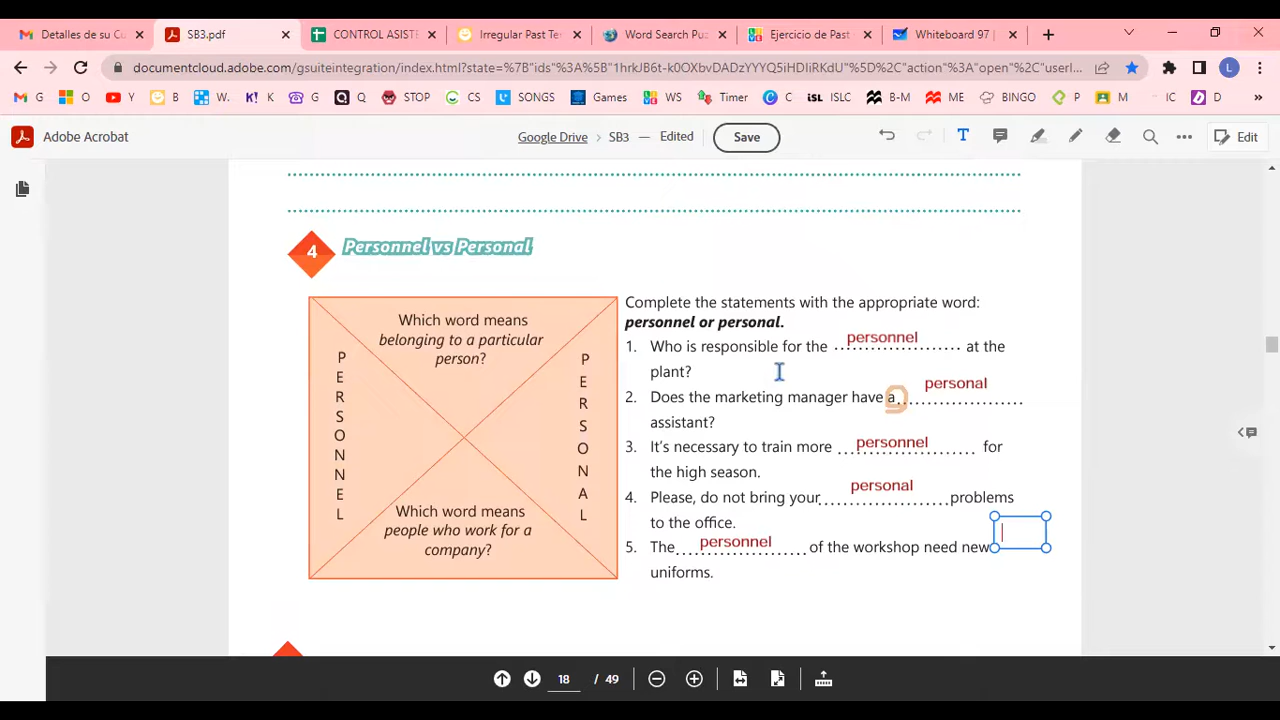 Detalles de su Cu
SB3.pdf
CONTROL ASIST
Irregular Past Te
Word Search Puz
Ejercicio de Past
Whiteboard 97 |
documentcloud.adobe.com/gsuiteintegration/index.html?state=%7B"ids"%3A%5B"1hrkJB6t-k0OXbvDADzYYYQ5iHDIiRKdU"%5D%2C"action"%3A"open"%2C"userI...
L
G
O
Y
B
W.
K!
G
Q
STOP
CS
SONGS
Games
WS
Timer
C
ISLC
B-M
ME
BINGO
P
M
IC
D
»
Adobe Acrobat
Google Drive > SB3 — Edited
Save
Edit
4 Personnel vs Personal
Which word means
belonging to a particular
person?
PERSONNEL
PERSONAL
Which word means
people who work for a
company?
Complete the statements with the appropriate word:
personnel or personal.
1. Who is responsible for the personnel at the
plant?
2. Does the marketing manager have a personal
assistant?
3. It's necessary to train more personnel for
the high season.
4. Please, do not bring your personal problems
to the office.
5. The personnel of the workshop need new
uniforms.
18 / 49